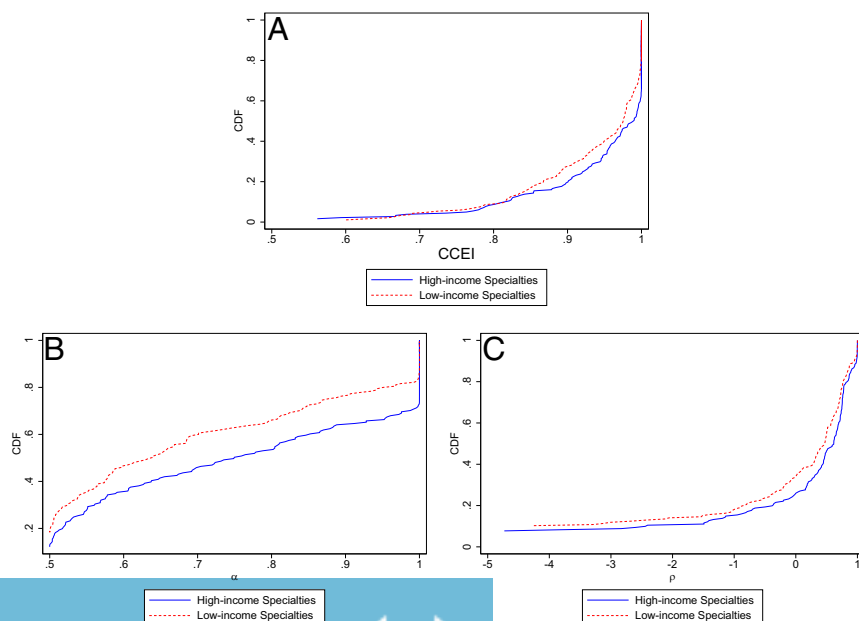 A
CDF
1
.8
.6
.4
.2
0
.5 .6 .7 .8 .9 1
CCEI
High-income Specialties
Low-income Specialties
B
CDF
1
.8
.6
.4
.2
.5 .6 .7 .8 .9 1
α
High-income Specialties
Low-income Specialties
C
CDF
1
.8
.6
.4
.2
0
-5 -4 -3 -2 -1 0 1
ρ
High-income Specialties
Low-income Specialties